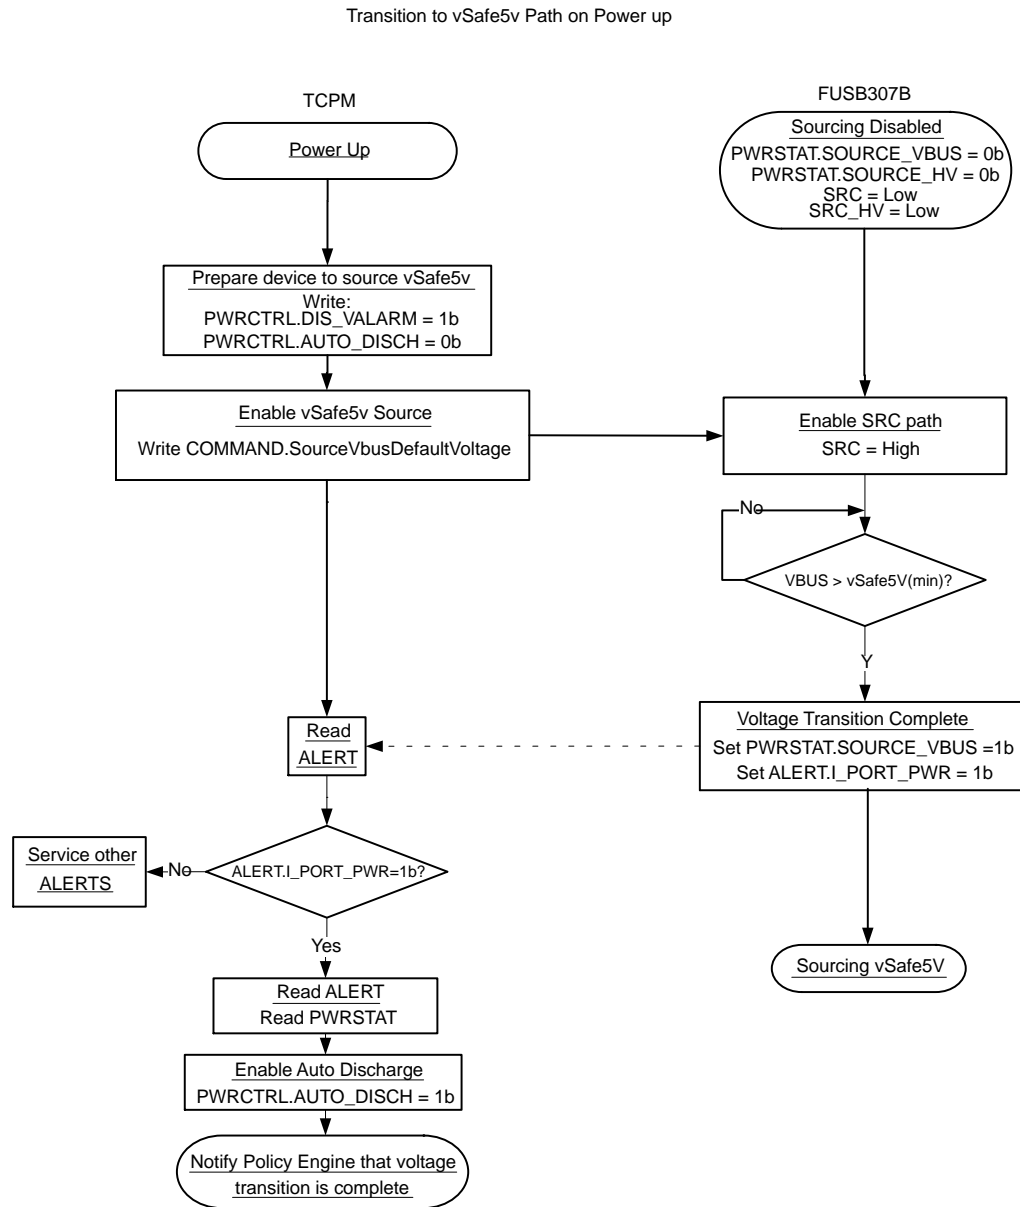 Transition to vSafe5v Path on Power up
TCPM
Power Up
Prepare device to source vSafe5v
Write:
PWRCTRL.DIS_VALARM = 1b
PWRCTRL.AUTO_DISCH = 0b
Enable vSafe5v Source
Write COMMAND.SourceVbusDefaultVoltage
Read
ALERT
ALERT.I_PORT_PWR=1b?
No
Service other
ALERTS
Yes
Read ALERT
Read PWRSTAT
Enable Auto Discharge
PWRCTRL.AUTO_DISCH = 1b
Notify Policy Engine that voltage
transition is complete
FUSB307B
Sourcing Disabled
PWRSTAT.SOURCE_VBUS = 0b
PWRSTAT.SOURCE_HV = 0b
SRC = Low
SRC_HV = Low
Enable SRC path
SRC = High
No
VBUS > vSafe5V(min)?
Y
Voltage Transition Complete
Set PWRSTAT.SOURCE_VBUS =1b
Set ALERT.I_PORT_PWR = 1b
Sourcing vSafe5V